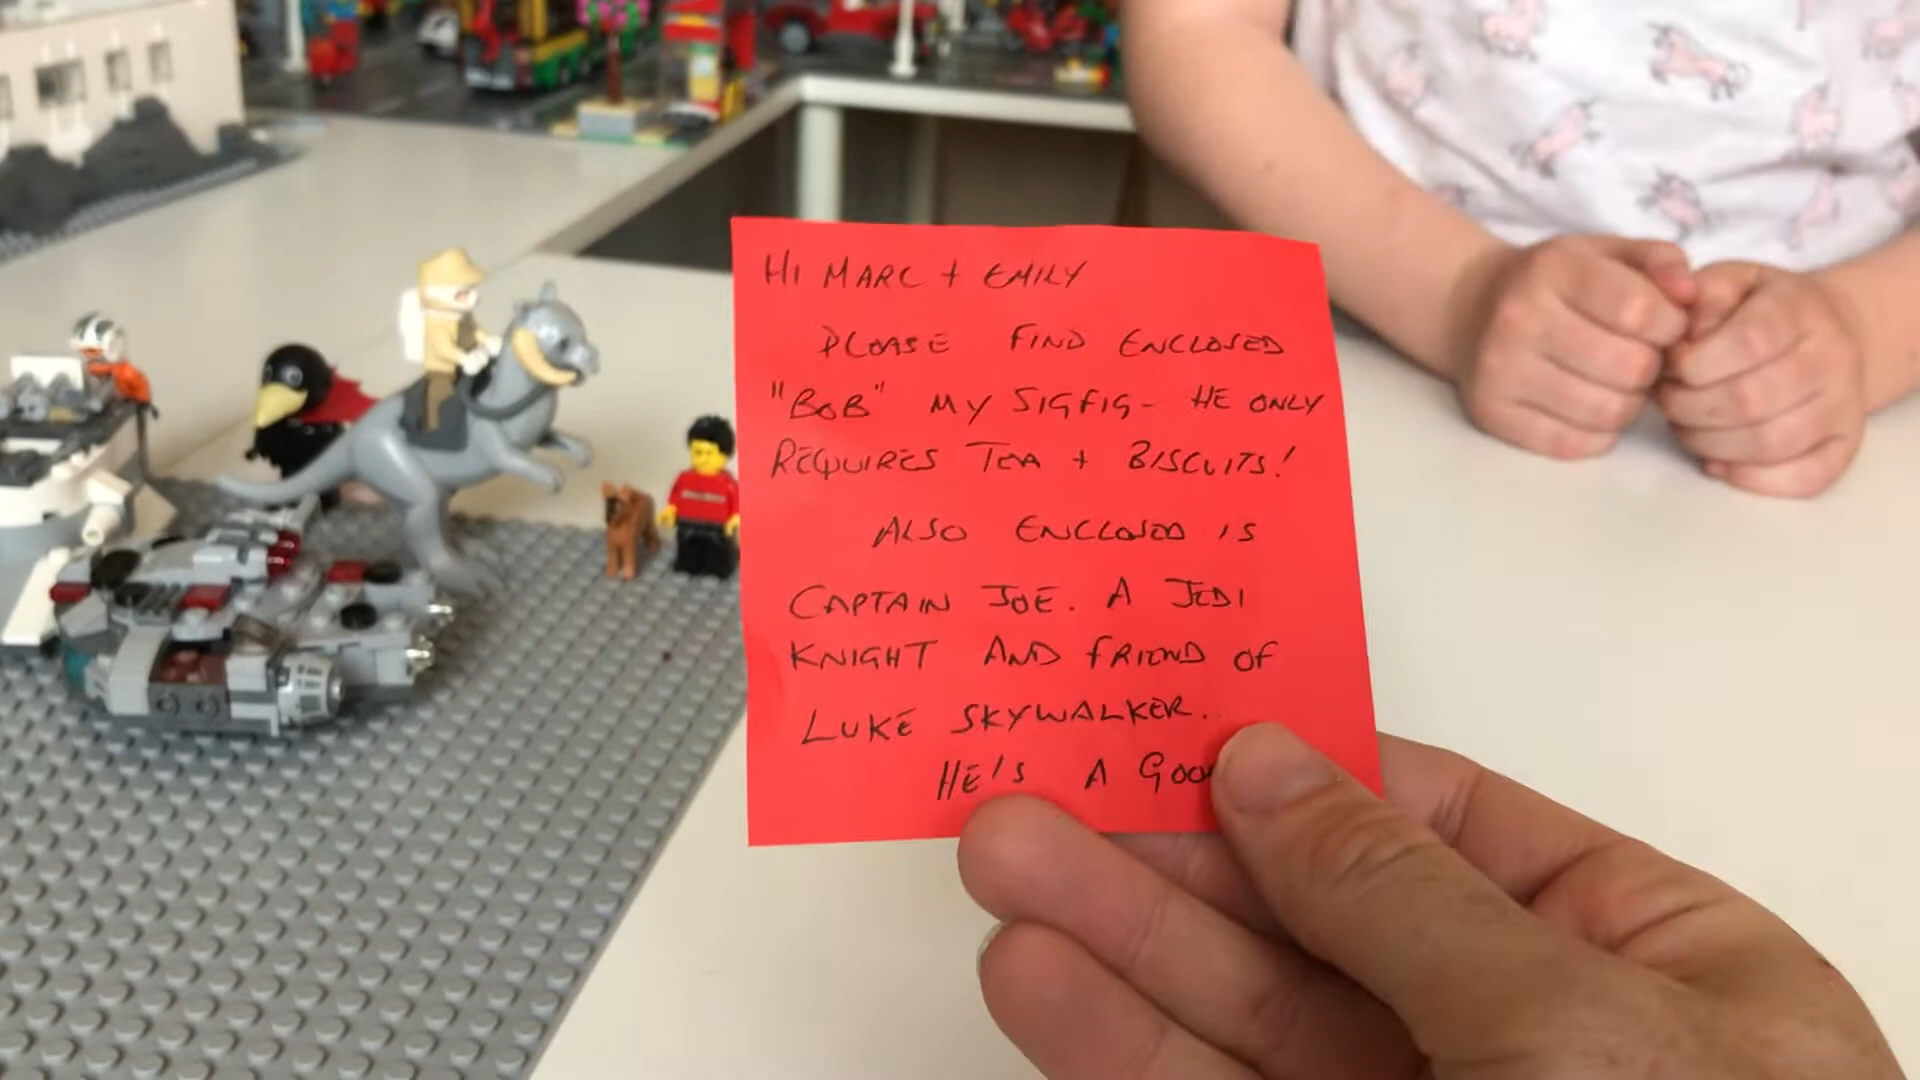 HI MARC + EMILY
PLEASE FIND ENCLOSED
"BOB" MY SIGFIG - HE ONLY
REQUIRES TEA + BISCUITS!
ALSO ENCLOSED IS
CAPTAIN JOE. A JEDI
KNIGHT AND FRIEND OF
LUKE SKYWALKER.
HE'S A